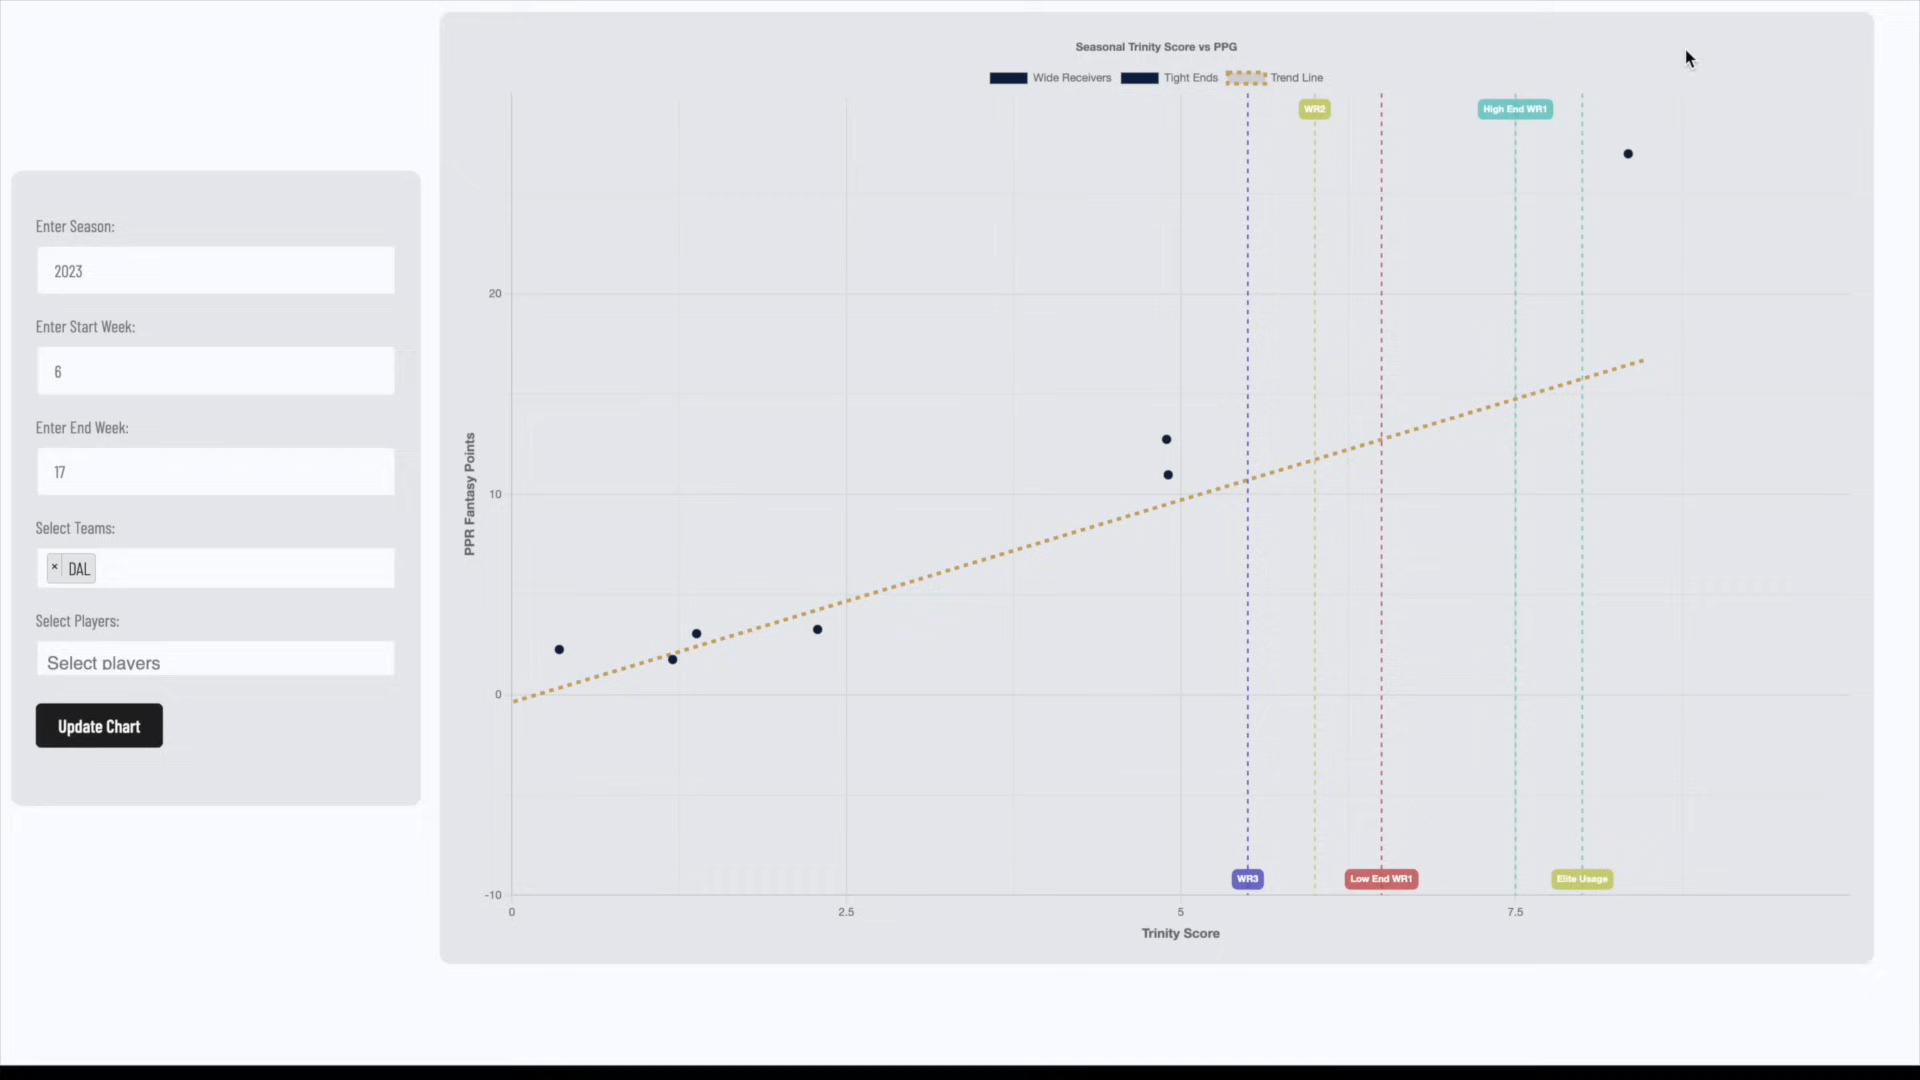 Enter Season:
2023
Enter Start Week:
6
Enter End Week:
17
Select Teams:
× DAL
Select Players:
Select players
Update Chart
Seasonal Trinity Score vs PPG
Wide Receivers Tight Ends Trend Line
WR2 High End WR1
20
10
0
-10
PPR Fantasy Points
WR3 Low End WR1 Elite Usage
0 2.5 5 7.5
Trinity Score